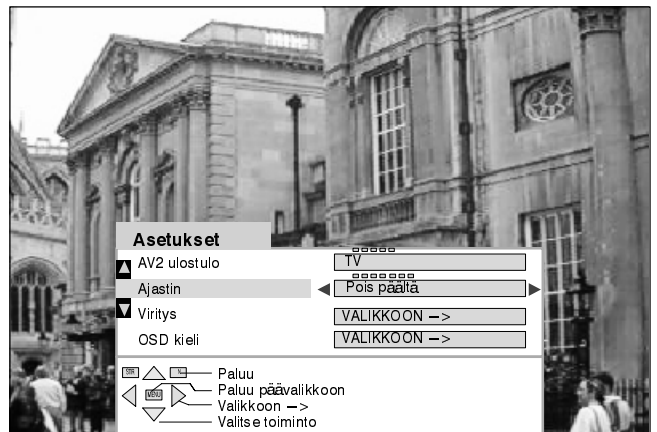 Asetukset
AV2 ulostulo TV
Ajastin Pois päältä
Viritys VALIKKOON –>
OSD kieli VALIKKOON –>
STR
Paluu
MENU
Paluu päävalikkoon
Valikkoon –>
Valitse toiminto